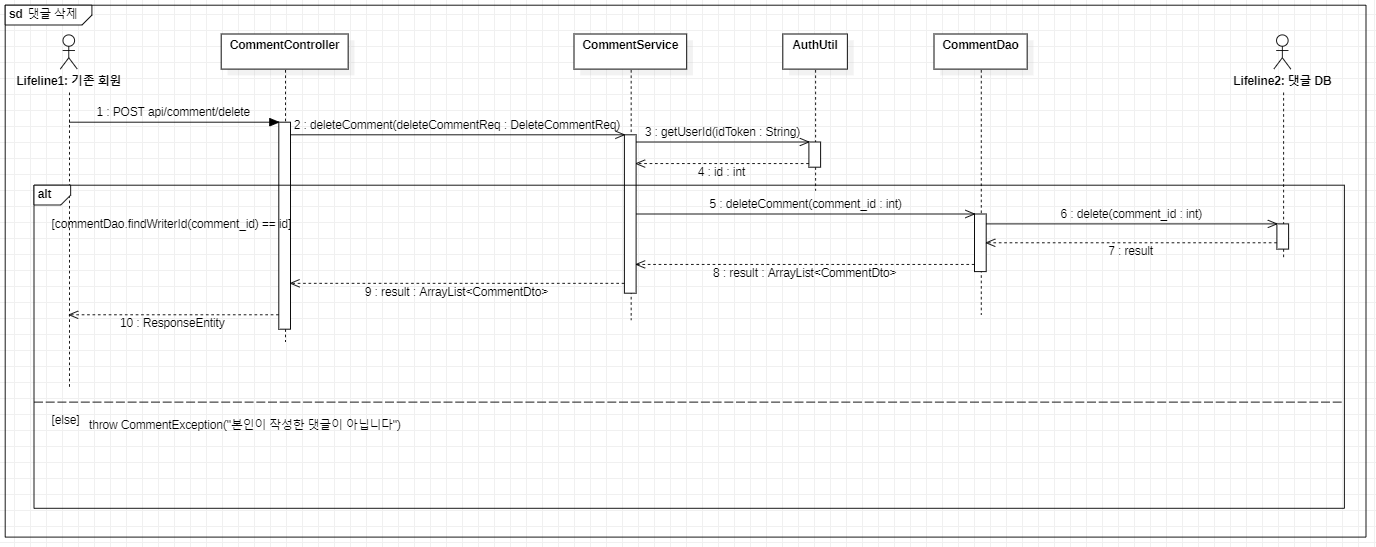 sd 댓글 삭제
CommentController
CommentService
AuthUtil
CommentDao
Lifeline1: 기존 회원
Lifeline2: 댓글 DB
1 : POST api/comment/delete
2 : deleteComment(deleteCommentReq : DeleteCommentReq)
3 : getUserId(idToken : String)
4 : id : int
alt
5 : deleteComment(comment_id : int)
6 : delete(comment_id : int)
[commentDao.findWriterId(comment_id) == id]
7 : result
8 : result : ArrayList<CommentDto>
9 : result : ArrayList<CommentDto>
10 : ResponseEntity
[else] throw CommentException("본인이 작성한 댓글이 아닙니다")